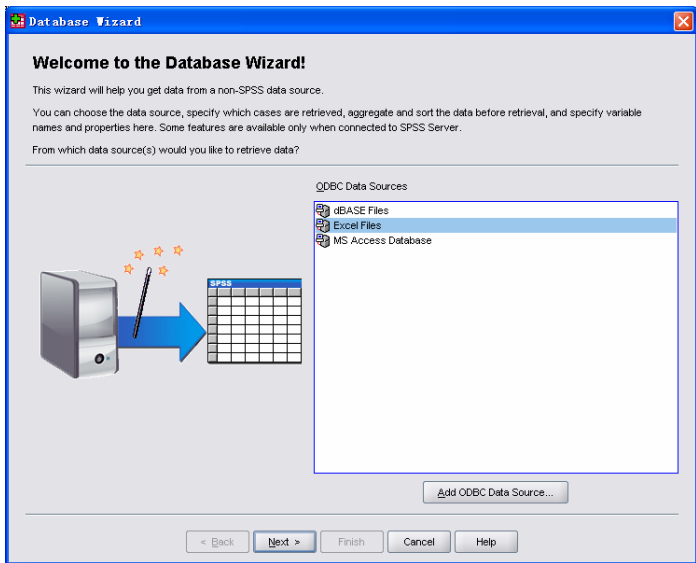 Database Wizard
Welcome to the Database Wizard!
This wizard will help you get data from a non-SPSS data source.
You can choose the data source, specify which cases are retrieved, aggregate and sort the data before retrieval, and specify variable
names and properties here. Some features are available only when connected to SPSS Server.
From which data source(s) would you like to retrieve data?
ODBC Data Sources
dBASE Files
Excel Files
MS Access Database
SPSS
Add ODBC Data Source...
< Back
Next >
Finish
Cancel
Help